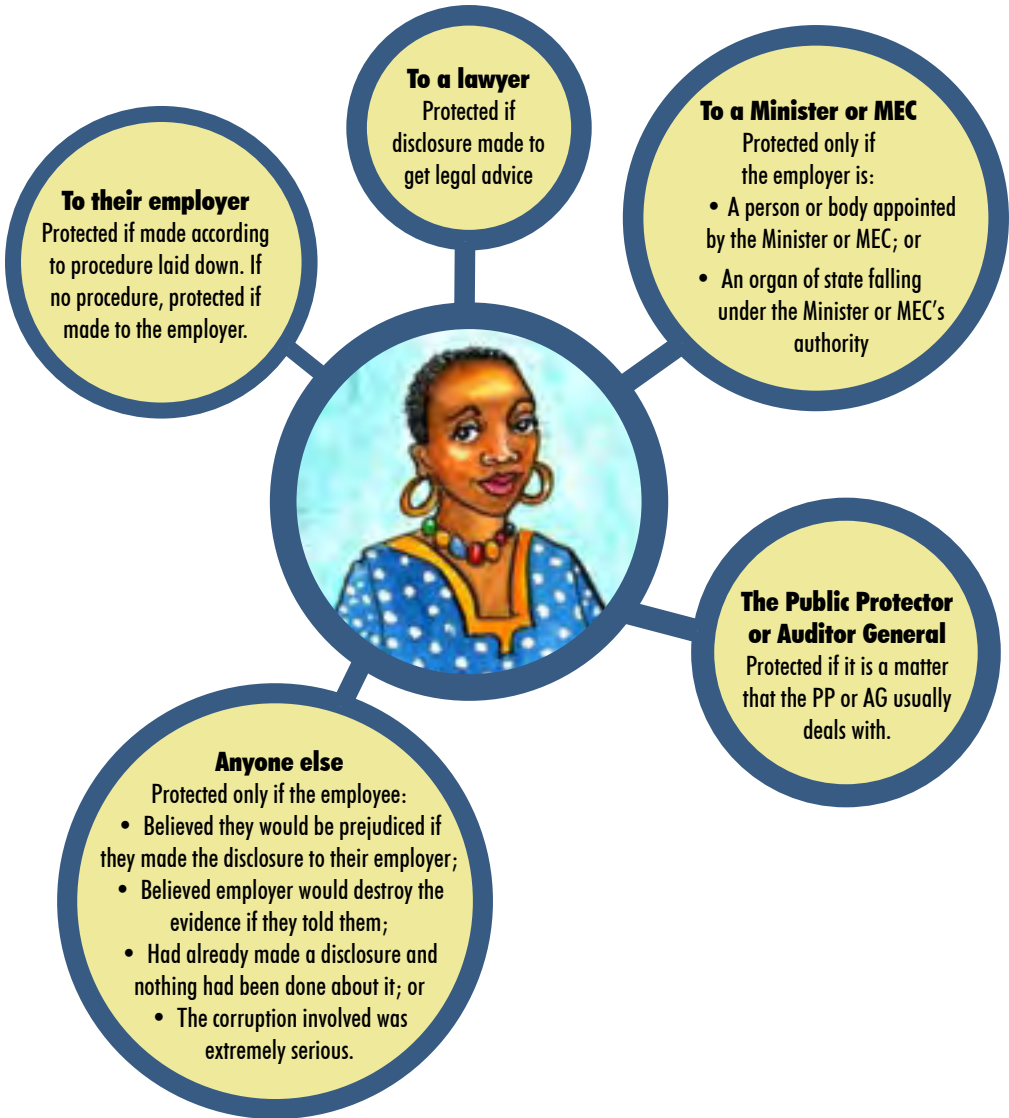 To a lawyer
Protected if
disclosure made to
get legal advice
To a Minister or MEC
Protected only if
the employer is:
• A person or body appointed
by the Minister or MEC; or
• An organ of state falling
under the Minister or MEC's
authority
To their employer
Protected if made according
to procedure laid down. If
no procedure, protected if
made to the employer.
The Public Protector
or Auditor General
Protected if it is a matter
that the PP or AG usually
deals with.
Anyone else
Protected only if the employee:
• Believed they would be prejudiced if
they made the disclosure to their employer;
• Believed employer would destroy the
evidence if they told them;
• Had already made a disclosure and
nothing had been done about it; or
• The corruption involved was
extremely serious.